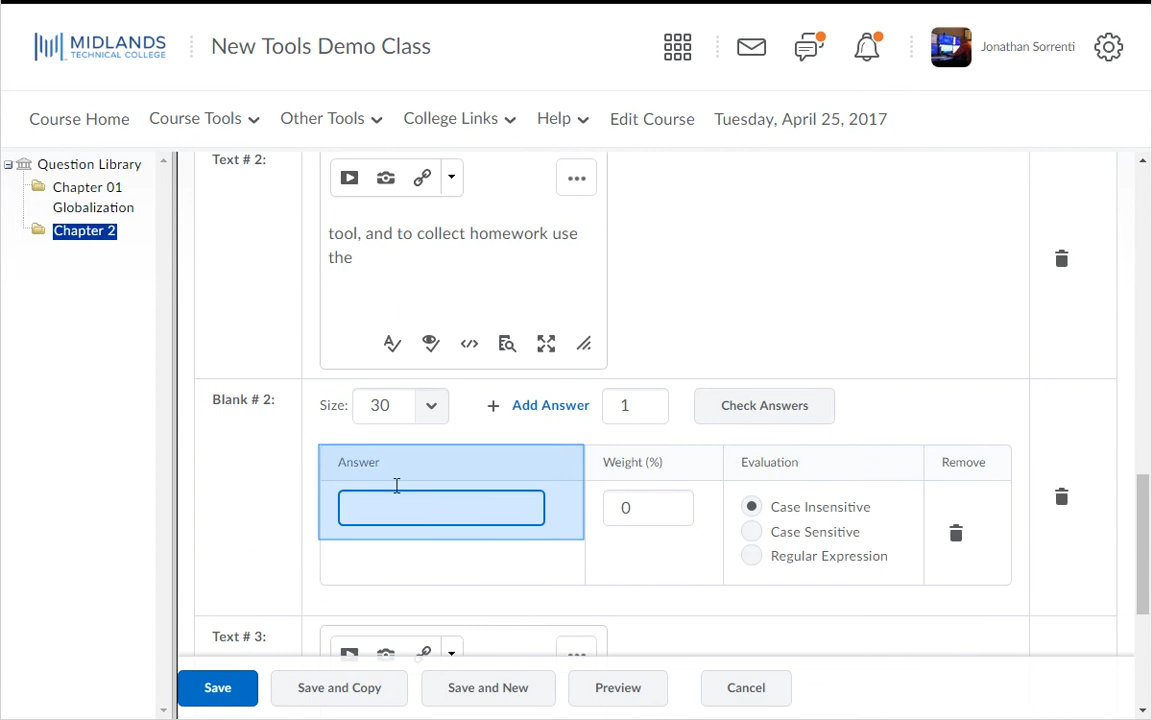 MIDLANDS
TECHNICAL COLLEGE
New Tools Demo Class
Jonathan Sorrenti
Course Home
Course Tools
Other Tools
College Links
Help
Edit Course
Tuesday, April 25, 2017
Question Library
Chapter 01
Globalization
Chapter 2
Text # 2:
tool, and to collect homework use
the
Blank # 2:
Size: 30
+ Add Answer
1
Check Answers
Answer
Weight (%)
Evaluation
Remove
0
Case Insensitive
Case Sensitive
Regular Expression
Text # 3:
Save
Save and Copy
Save and New
Preview
Cancel